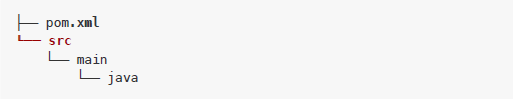 ├── pom.xml
└── src
    └── main
        └── java